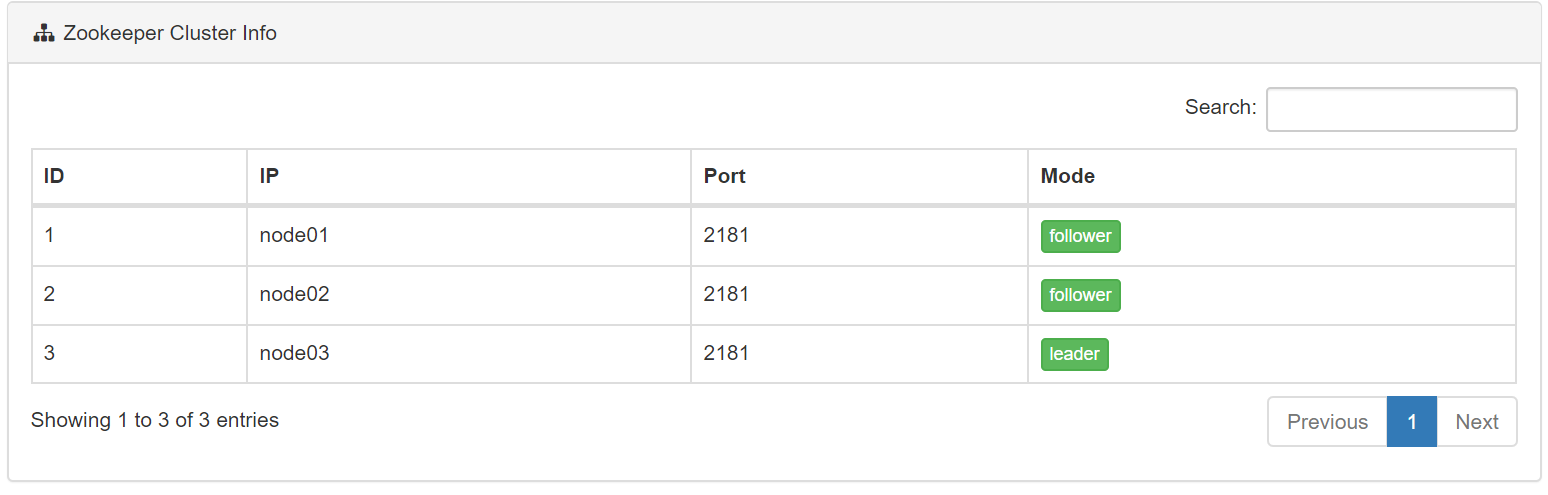 Zookeeper Cluster Info
Search:
ID IP Port Mode
1 node01 2181 follower
2 node02 2181 follower
3 node03 2181 leader
Showing 1 to 3 of 3 entries
Previous 1 Next